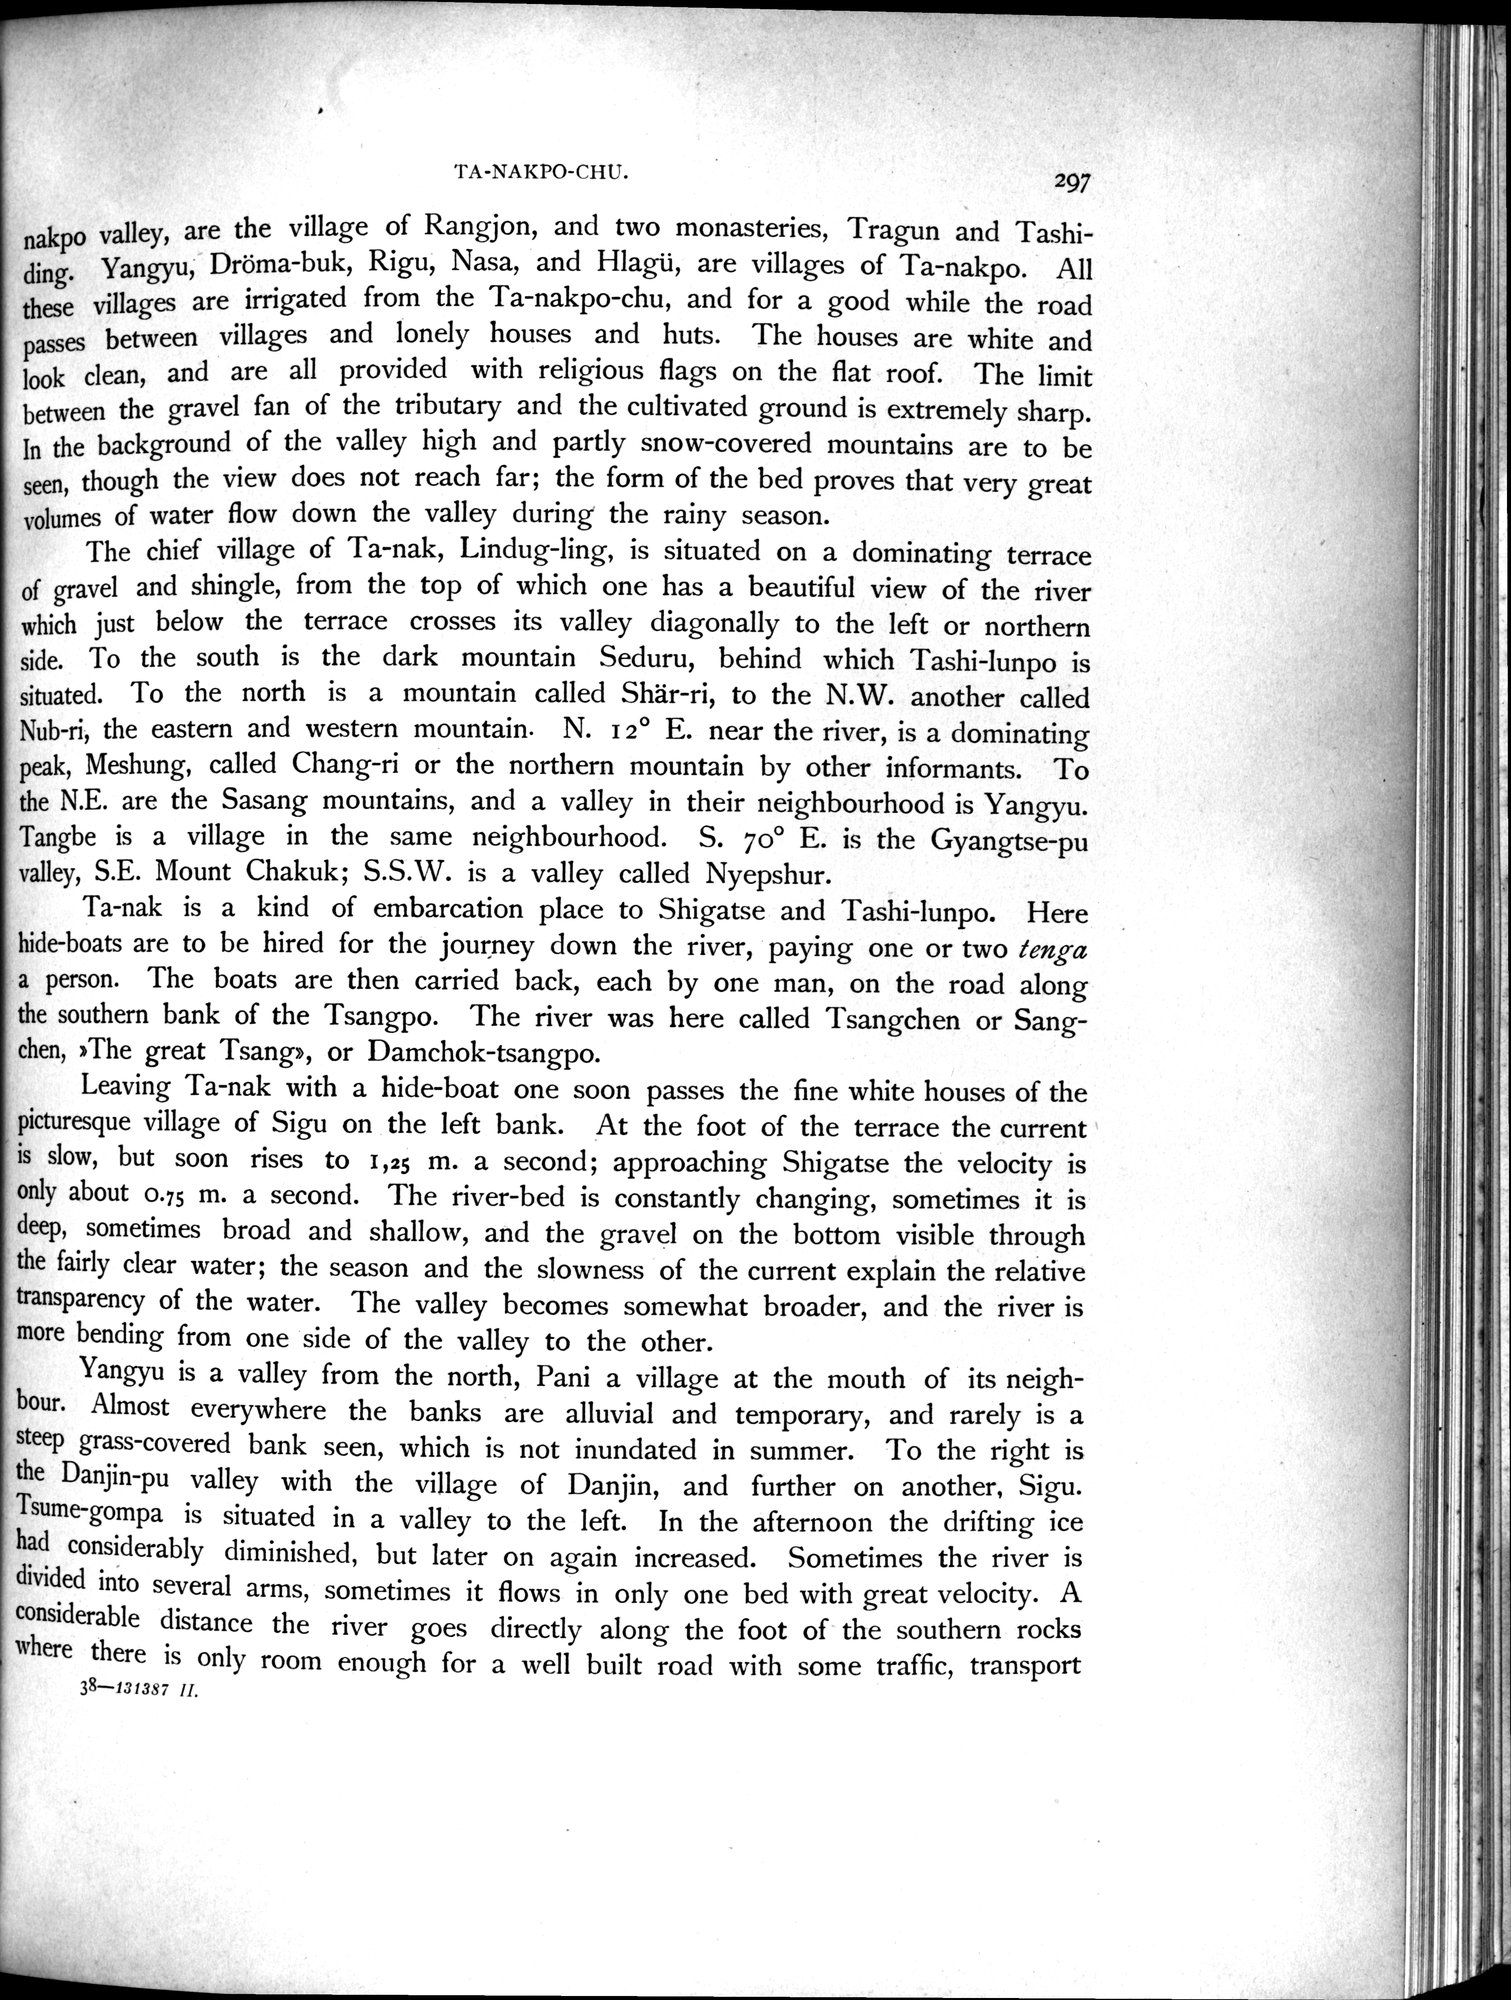 TA-NAKPO-CHU.
297
nakpo valley, are the village of Rangjon, and two monasteries, Tragun and Tashi-
ding. Yangyu, Dröma-buk, Rigu, Nasa, and Hlagü, are villages of Ta-nakpo. All
these villages are irrigated from the Ta-nakpo-chu, and for a good while the road
passes between villages and lonely houses and huts. The houses are white and
look clean, and are all provided with religious flags on the flat roof. The limit
between the gravel fan of the tributary and the cultivated ground is extremely sharp.
In the background of the valley high and partly snow-covered mountains are to be
seen, though the view does not reach far; the form of the bed proves that very great
volumes of water flow down the valley during the rainy season.
The chief village of Ta-nak, Lindug-ling, is situated on a dominating terrace
of gravel and shingle, from the top of which one has a beautiful view of the river
which just below the terrace crosses its valley diagonally to the left or northern
side. To the south is the dark mountain Seduru, behind which Tashi-lunpo is
situated. To the north is a mountain called Shär-ri, to the N.W. another called
Nub-ri, the eastern and western mountain. N. 12° E. near the river, is a dominating
peak, Meshung, called Chang-ri or the northern mountain by other informants. To
the N.E. are the Sasang mountains, and a valley in their neighbourhood is Yangyu.
Tangbe is a village in the same neighbourhood. S. 70° E. is the Gyangtse-pu
valley, S.E. Mount Chakuk; S.S.W. is a valley called Nyepshur.
Ta-nak is a kind of embarcation place to Shigatse and Tashi-lunpo. Here
hide-boats are to be hired for the journey down the river, paying one or two tenga
a person. The boats are then carried back, each by one man, on the road along
the southern bank of the Tsangpo. The river was here called Tsangchen or Sang-
chen, »The great Tsang», or Damchok-tsangpo.
Leaving Ta-nak with a hide-boat one soon passes the fine white houses of the
picturesque village of Sigu on the left bank. At the foot of the terrace the current
is slow, but soon rises to 1,25 m. a second; approaching Shigatse the velocity is
only about 0.75 m. a second. The river-bed is constantly changing, sometimes it is
deep, sometimes broad and shallow, and the gravel on the bottom visible through
the fairly clear water; the season and the slowness of the current explain the relative
transparency of the water. The valley becomes somewhat broader, and the river is
more bending from one side of the valley to the other.
Yangyu is a valley from the north, Pani a village at the mouth of its neigh-
bour. Almost everywhere the banks are alluvial and temporary, and rarely is a
steep grass-covered bank seen, which is not inundated in summer. To the right is
the Danjin-pu valley with the village of Danjin, and further on another, Sigu.
Tsume-gompa is situated in a valley to the left. In the afternoon the drifting ice
had considerably diminished, but later on again increased. Sometimes the river is
divided into several arms, sometimes it flows in only one bed with great velocity. A
considerable distance the river goes directly along the foot of the southern rocks
where there is only room enough for a well built road with some traffic, transport
38—131387 II.